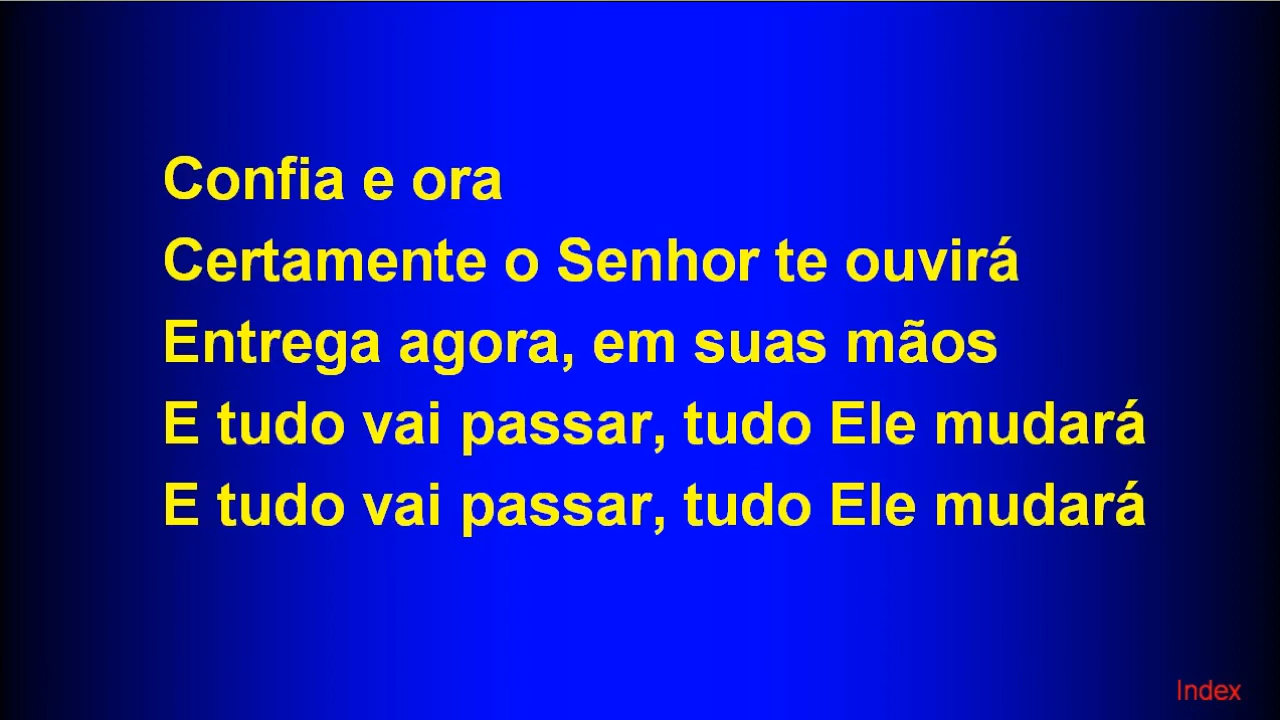 Confia e ora
Certamente o Senhor te ouvirá
Entrega agora, em suas mãos
E tudo vai passar, tudo Ele mudará
E tudo vai passar, tudo Ele mudará
Index